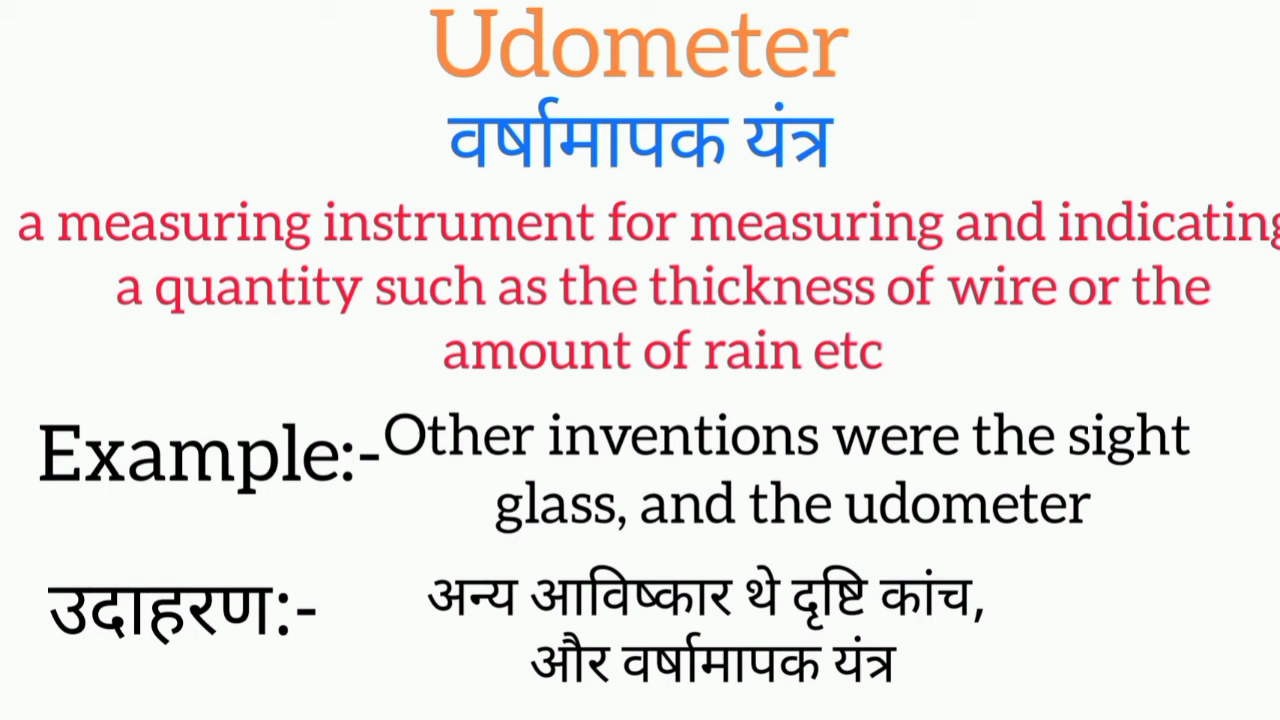 Udometer
वर्षामापक यंत्र
a measuring instrument for measuring and indicating
a quantity such as the thickness of wire or the
amount of rain etc
Example:- Other inventions were the sight
glass, and the udometer
उदाहरण:- अन्य आविष्कार थे दृष्टि कांच,
और वर्षामापक यंत्र